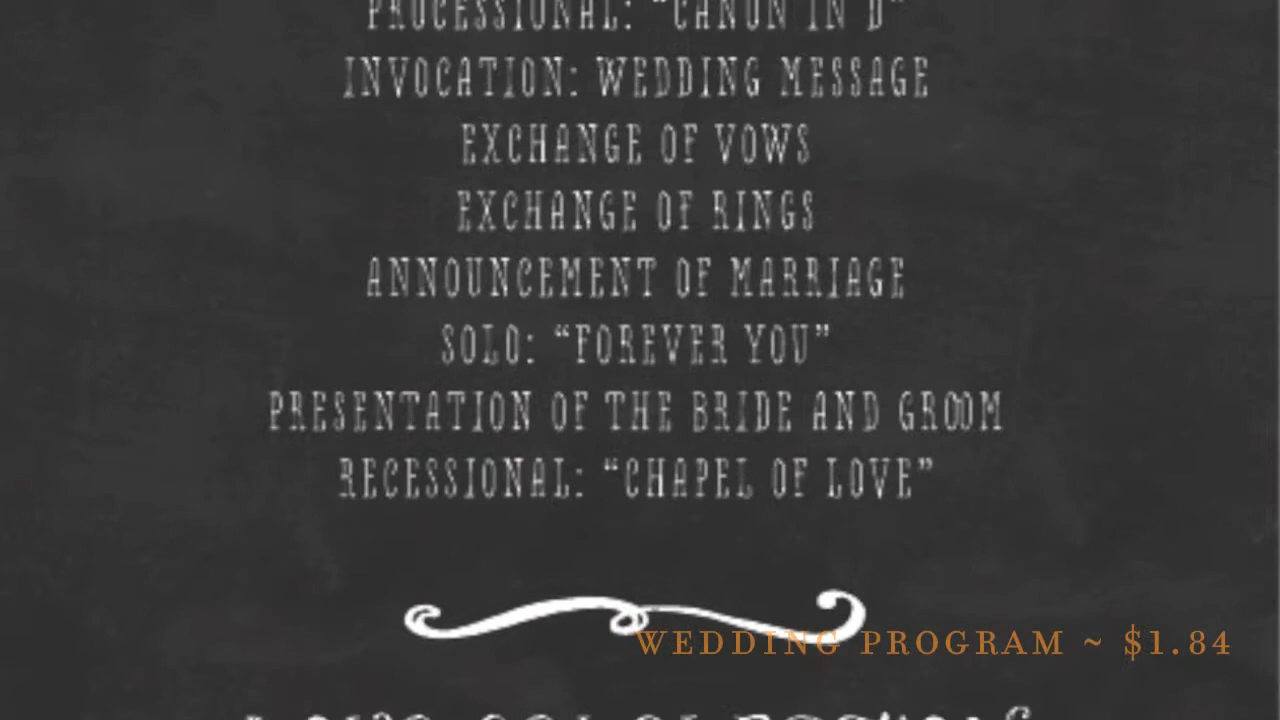 PROCESSIONAL: “CANON IN D”
INVOCATION: WEDDING MESSAGE
EXCHANGE OF VOWS
EXCHANGE OF RINGS
ANNOUNCEMENT OF MARRIAGE
SOLO: “FOREVER YOU”
PRESENTATION OF THE BRIDE AND GROOM
RECESSIONAL: “CHAPEL OF LOVE”
WEDDING PROGRAM ~ $1.84